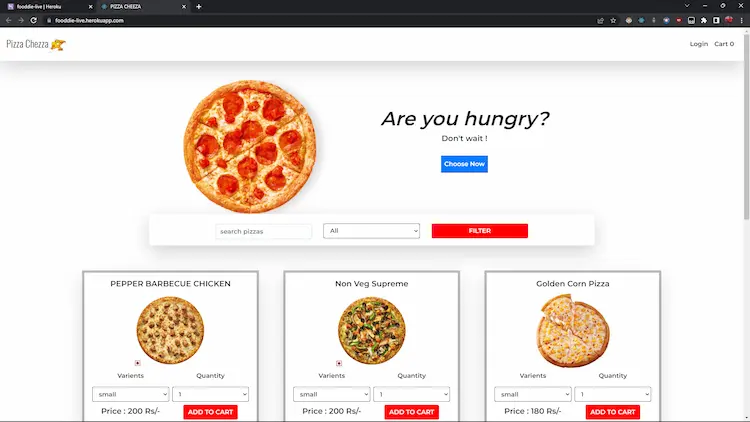 fooddie-live | Heroku
PIZZA CHEZZA
fooddie-live.herokuapp.com
Pizza Chezza
Login Cart 0
Are you hungry?
Don't wait !
Choose Now
search pizzas
All
FILTER
PEPPER BARBECUE CHICKEN
Varients Quantity
small 1
Price : 200 Rs/- ADD TO CART
Non Veg Supreme
Varients Quantity
small 1
Price : 200 Rs/- ADD TO CART
Golden Corn Pizza
Varients Quantity
small 1
Price : 180 Rs/- ADD TO CART